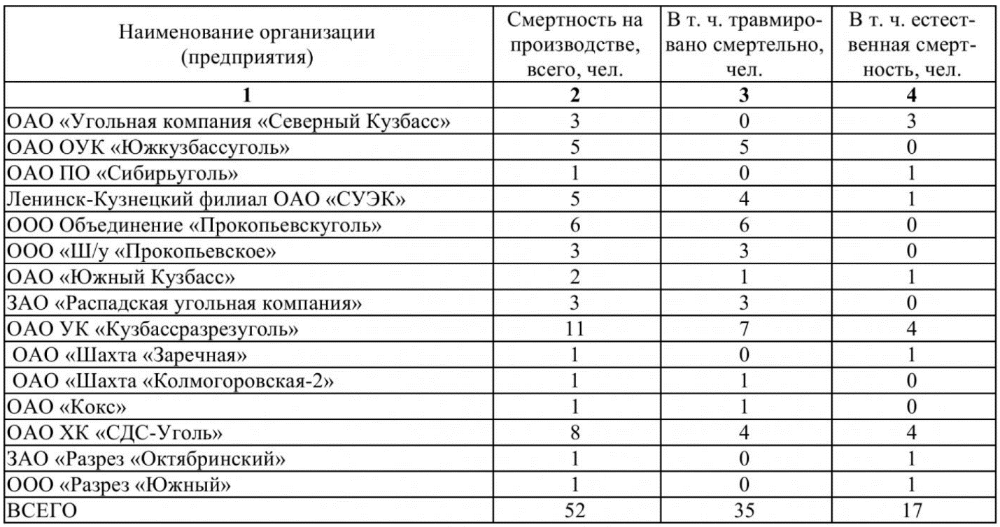 Наименование организации
(предприятия)
Смертность на
производстве,
всего, чел.
В т. ч. травмиро-
вано смертельно,
чел.
В т. ч. естест-
венная смерт-
ность, чел.
1 2 3 4
ОАО «Угольная компания «Северный Кузбасс» 3 0 3
ОАО ОУК «Южкузбассуголь» 5 5 0
ОАО ПО «Сибирьуголь» 1 0 1
Ленинск-Кузнецкий филиал ОАО «СУЭК» 5 4 1
ООО Объединение «Прокопьевскуголь» 6 6 0
ООО «Ш/у «Прокопьевское» 3 3 0
ОАО «Южный Кузбасс» 2 1 1
ЗАО «Распадская угольная компания» 3 3 0
ОАО УК «Кузбассразрезуголь» 11 7 4
ОАО «Шахта «Заречная» 1 0 1
ОАО «Шахта «Колмогоровская-2» 1 1 0
ОАО «Кокс» 1 1 0
ОАО ХК «СДС-Уголь» 8 4 4
ЗАО «Разрез «Октябринский» 1 0 1
ООО «Разрез «Южный» 1 0 1
ВСЕГО 52 35 17